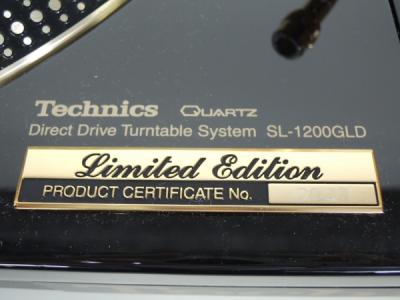 Technics QUARTZ
Direct Drive Turntable System SL-1200GLD
Limited Edition
PRODUCT CERTIFICATE No.